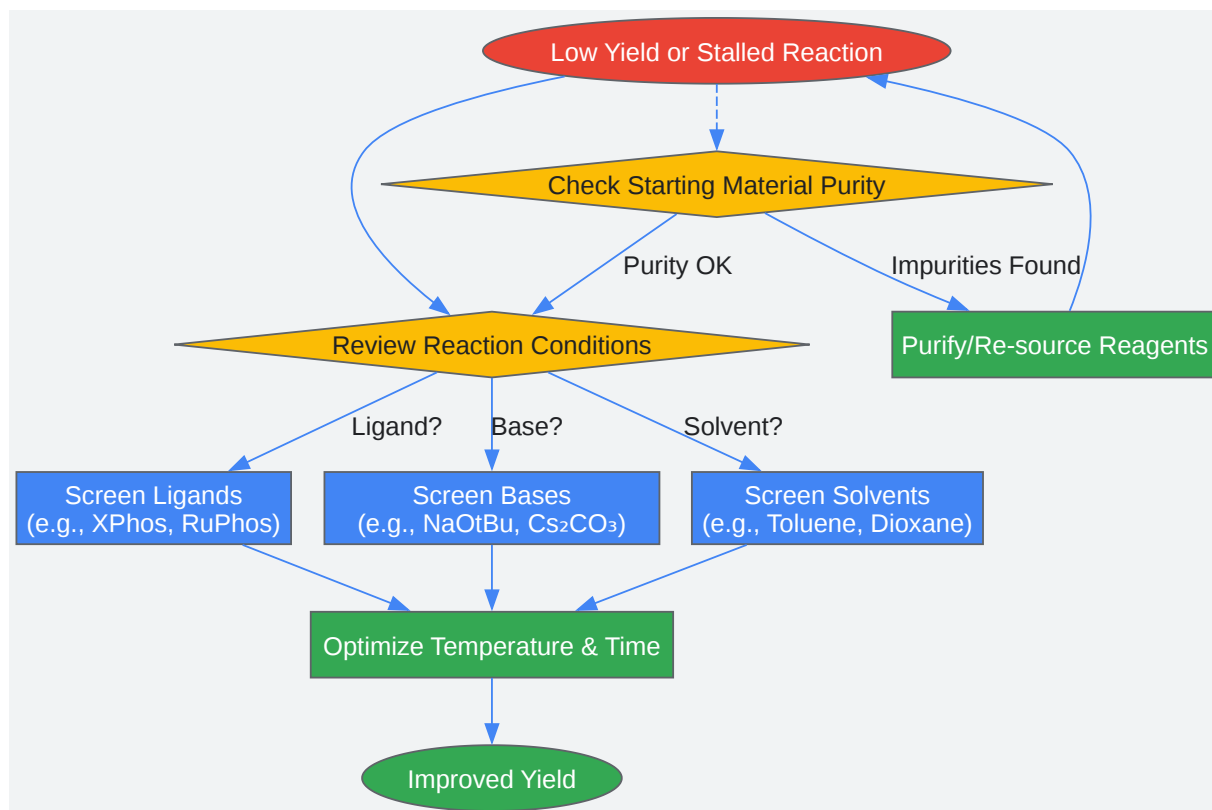 Low Yield or Stalled Reaction
Check Starting Material Purity
Purity OK
Impurities Found
Review Reaction Conditions
Purify/Re-source Reagents
Ligand?
Base?
Solvent?
Screen Ligands
(e.g., XPhos, RuPhos)
Screen Bases
(e.g., NaOtBu, Cs₂CO₃)
Screen Solvents
(e.g., Toluene, Dioxane)
Optimize Temperature & Time
Improved Yield